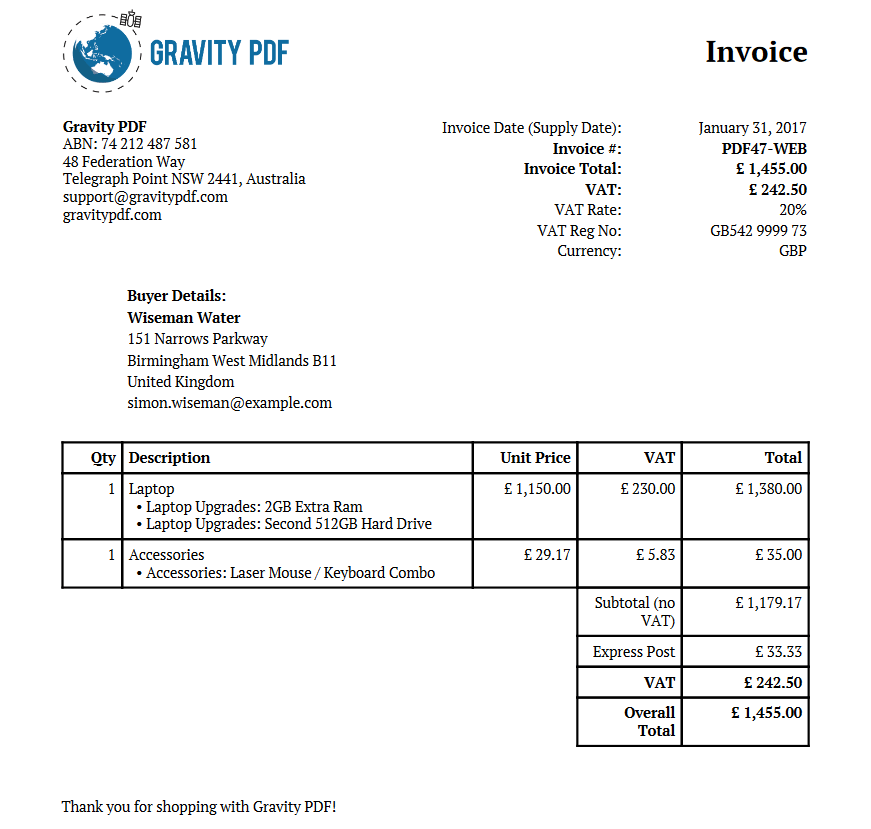 GRAVITY PDF
Invoice
Gravity PDF
ABN: 74 212 487 581
48 Federation Way
Telegraph Point NSW 2441, Australia
support@gravitypdf.com
gravitypdf.com
Invoice Date (Supply Date): January 31, 2017
Invoice #: PDF47-WEB
Invoice Total: £ 1,455.00
VAT: £ 242.50
VAT Rate: 20%
VAT Reg No: GB542 9999 73
Currency: GBP
Buyer Details:
Wiseman Water
151 Narrows Parkway
Birmingham West Midlands B11
United Kingdom
simon.wiseman@example.com
Qty Description Unit Price VAT Total
1 Laptop £ 1,150.00 £ 230.00 £ 1,380.00
• Laptop Upgrades: 2GB Extra Ram
• Laptop Upgrades: Second 512GB Hard Drive
1 Accessories £ 29.17 £ 5.83 £ 35.00
• Accessories: Laser Mouse / Keyboard Combo
Subtotal (no £ 1,179.17
VAT)
Express Post £ 33.33
VAT £ 242.50
Overall £ 1,455.00
Total
Thank you for shopping with Gravity PDF!